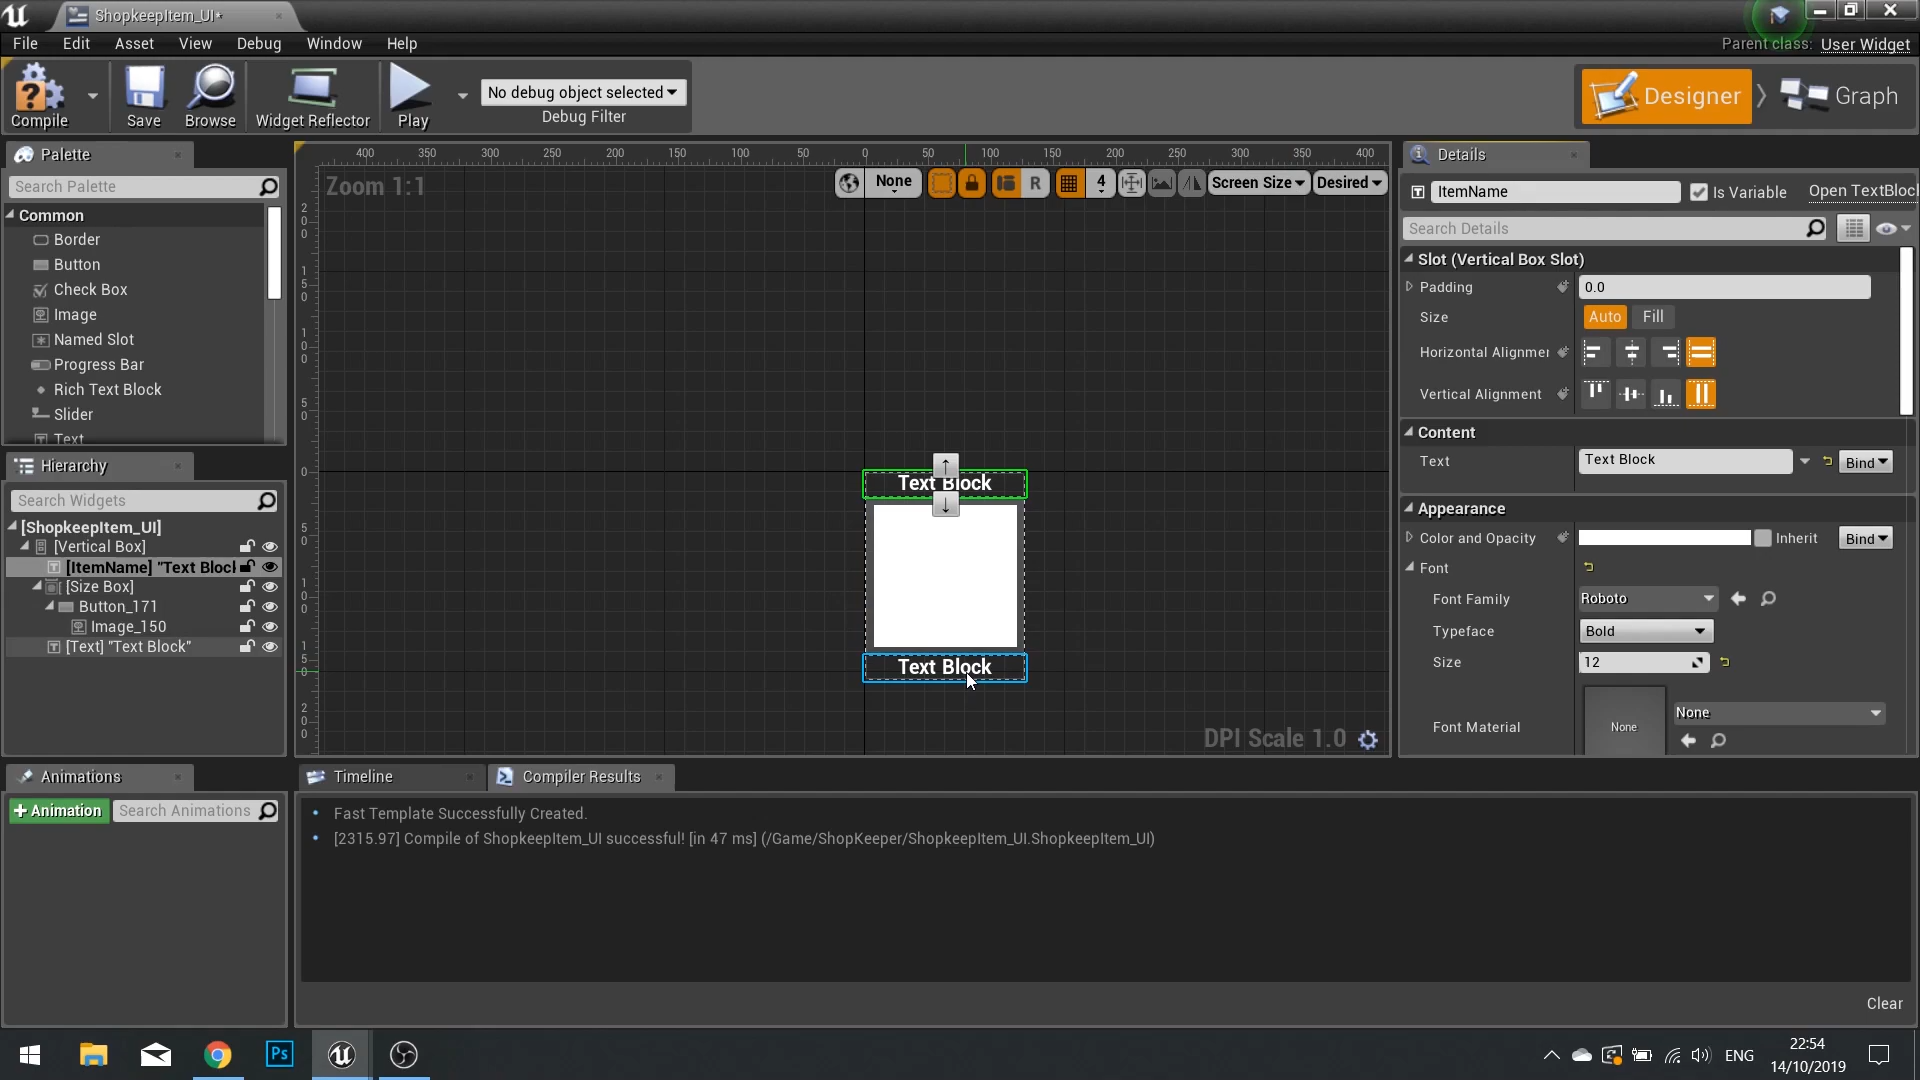 ShopkeepItem_UI*
File Edit Asset View Debug Window Help
Parent class: User Widget
Compile Save Browse Widget Reflector Play
No debug object selected
Debug Filter
Designer Graph
Palette
Search Palette
Common
Border
Button
Check Box
Image
Named Slot
Progress Bar
Rich Text Block
Slider
Text
Hierarchy
Search Widgets
[ShopkeepItem_UI]
[Vertical Box]
[ItemName] "Text Block
[Size Box]
Button_171
Image_150
[Text] "Text Block"
Animations
+ Animation
Search Animations
400 350 300 250 200 150 100 50 0 50 100 150 200 250 300 350 400
Zoom 1:1
None R 4 Screen Size Desired
Text Block
Text Block
DPI Scale 1.0
Timeline
Compiler Results
• Fast Template Successfully Created.
• [2315.97] Compile of ShopkeepItem_UI successful! [in 47 ms] (/Game/ShopKeeper/ShopkeepItem_UI.ShopkeepItem_UI)
Clear
Details
ItemName
Is Variable
Open TextBloc
Search Details
Slot (Vertical Box Slot)
Padding 0.0
Size Auto Fill
Horizontal Alignmer
Vertical Alignment
Content
Text Text Block Bind
Appearance
Color and Opacity Inherit Bind
Font
Font Family Roboto
Typeface Bold
Size 12
Font Material None None
Ps
ENG
22:54
14/10/2019